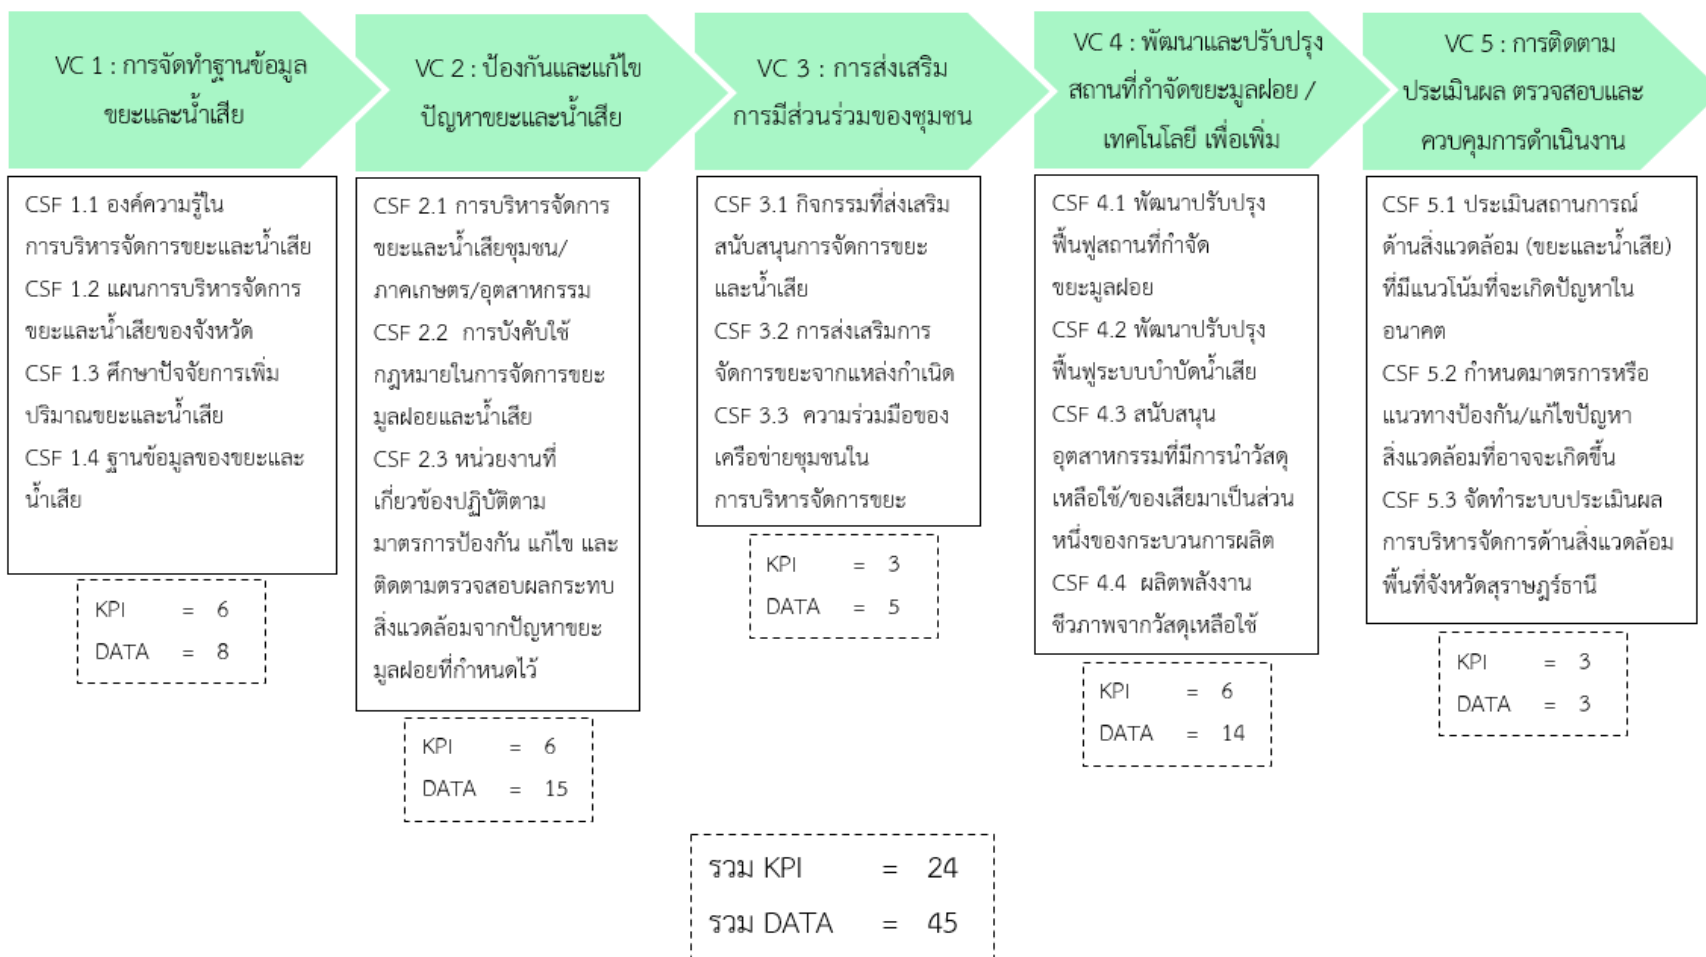 VC 1 : การจัดทำฐานข้อมูล
ขยะและน้ำเสีย
VC 2 : ป้องกันและแก้ไข
ปัญหาขยะและน้ำเสีย
VC 3 : การส่งเสริม
การมีส่วนร่วมของชุมชน
VC 4 : พัฒนาและปรับปรุง
สถานที่กำจัดขยะมูลฝอย /
เทคโนโลยี เพื่อเพิ่ม
VC 5 : การติดตาม
ประเมินผล ตรวจสอบและ
ควบคุมการดำเนินงาน
CSF 1.1 องค์ความรู้ใน
การบริหารจัดการขยะและน้ำเสีย
CSF 1.2 แผนการบริหารจัดการ
ขยะและน้ำเสียของจังหวัด
CSF 1.3 ศึกษาปัจจัยการเพิ่ม
ปริมาณขยะและน้ำเสีย
CSF 1.4 ฐานข้อมูลของขยะและ
น้ำเสีย
KPI = 6
DATA = 8
CSF 2.1 การบริหารจัดการ
ขยะและน้ำเสียชุมชน/
ภาคเกษตร/อุตสาหกรรม
CSF 2.2 การบังคับใช้
กฎหมายในการจัดการขยะ
มูลฝอยและน้ำเสีย
CSF 2.3 หน่วยงานที่
เกี่ยวข้องปฏิบัติตาม
มาตรการป้องกัน แก้ไข และ
ติดตามตรวจสอบผลกระทบ
สิ่งแวดล้อมจากปัญหาขยะ
มูลฝอยที่กำหนดไว้
KPI = 6
DATA = 15
CSF 3.1 กิจกรรมที่ส่งเสริม
สนับสนุนการจัดการขยะ
และน้ำเสีย
CSF 3.2 การส่งเสริมการ
จัดการขยะจากแหล่งกำเนิด
CSF 3.3 ความร่วมมือของ
เครือข่ายชุมชนใน
การบริหารจัดการขยะ
KPI = 3
DATA = 5
CSF 4.1 พัฒนาปรับปรุง
ฟื้นฟูสถานที่กำจัด
ขยะมูลฝอย
CSF 4.2 พัฒนาปรับปรุง
ฟื้นฟูระบบบำบัดน้ำเสีย
CSF 4.3 สนับสนุน
อุตสาหกรรมที่มีการนำวัสดุ
เหลือใช้/ของเสียมาเป็นส่วน
หนึ่งของกระบวนการผลิต
CSF 4.4 ผลิตพลังงาน
ชีวภาพจากวัสดุเหลือใช้
KPI = 6
DATA = 14
CSF 5.1 ประเมินสถานการณ์
ด้านสิ่งแวดล้อม (ขยะและน้ำเสีย)
ที่มีแนวโน้มที่จะเกิดปัญหาใน
อนาคต
CSF 5.2 กำหนดมาตรการหรือ
แนวทางป้องกัน/แก้ไขปัญหา
สิ่งแวดล้อมที่อาจจะเกิดขึ้น
CSF 5.3 จัดทำระบบประเมินผล
การบริหารจัดการด้านสิ่งแวดล้อม
พื้นที่จังหวัดสุราษฎร์ธานี
KPI = 3
DATA = 3
รวม KPI = 24
รวม DATA = 45